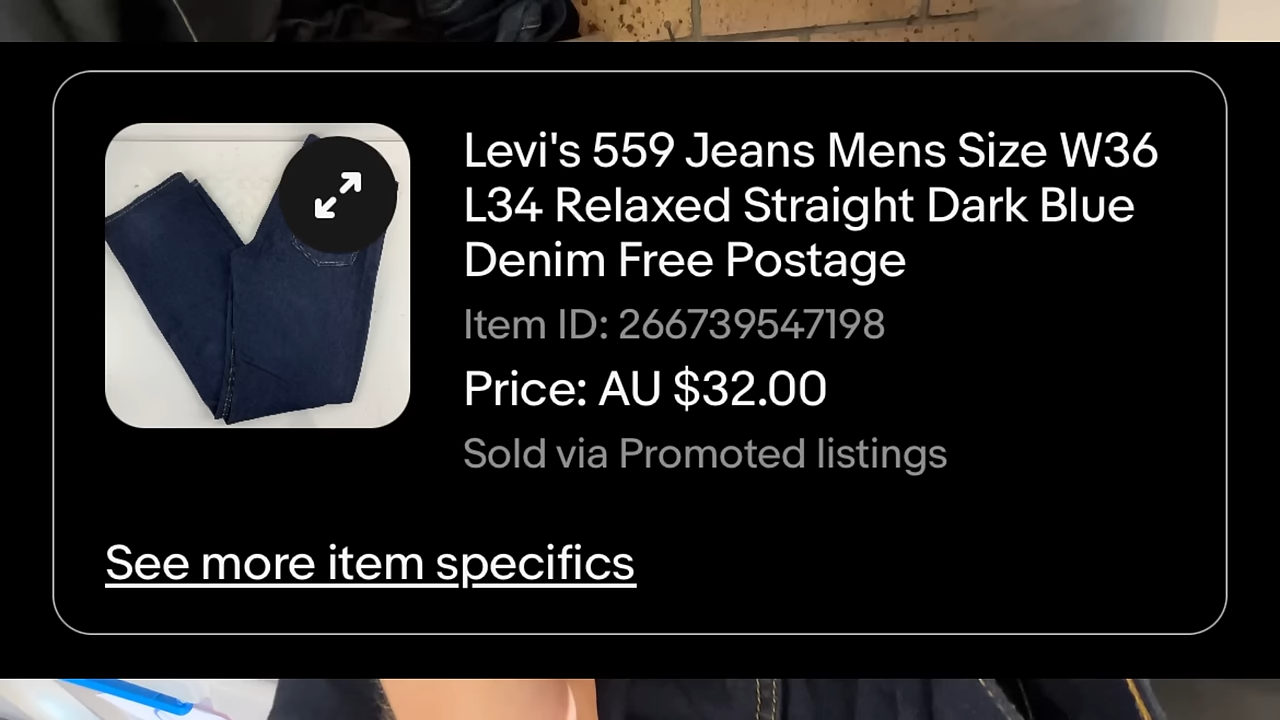 Levi's 559 Jeans Mens Size W36
L34 Relaxed Straight Dark Blue
Denim Free Postage
Item ID: 266739547198
Price: AU $32.00
Sold via Promoted listings
See more item specifics